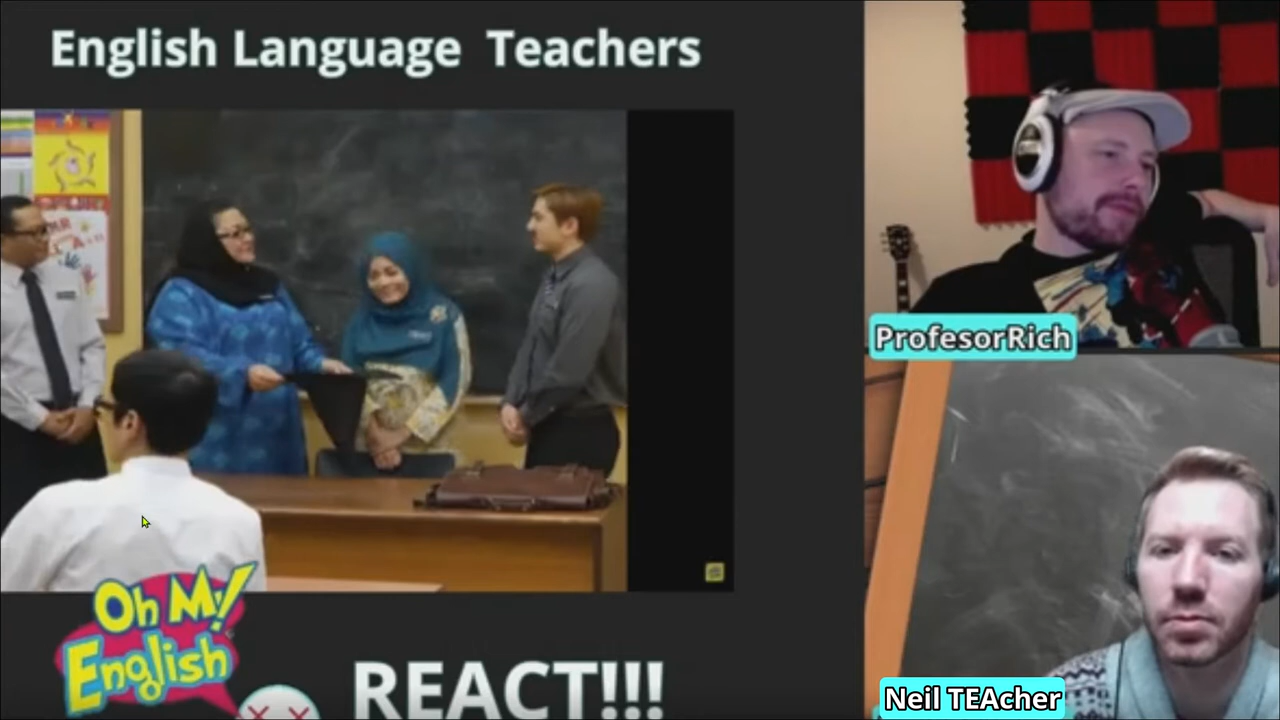 English Language Teachers
ProfesorRich
Oh My!
English
REACT!!!
Neil TEAcher